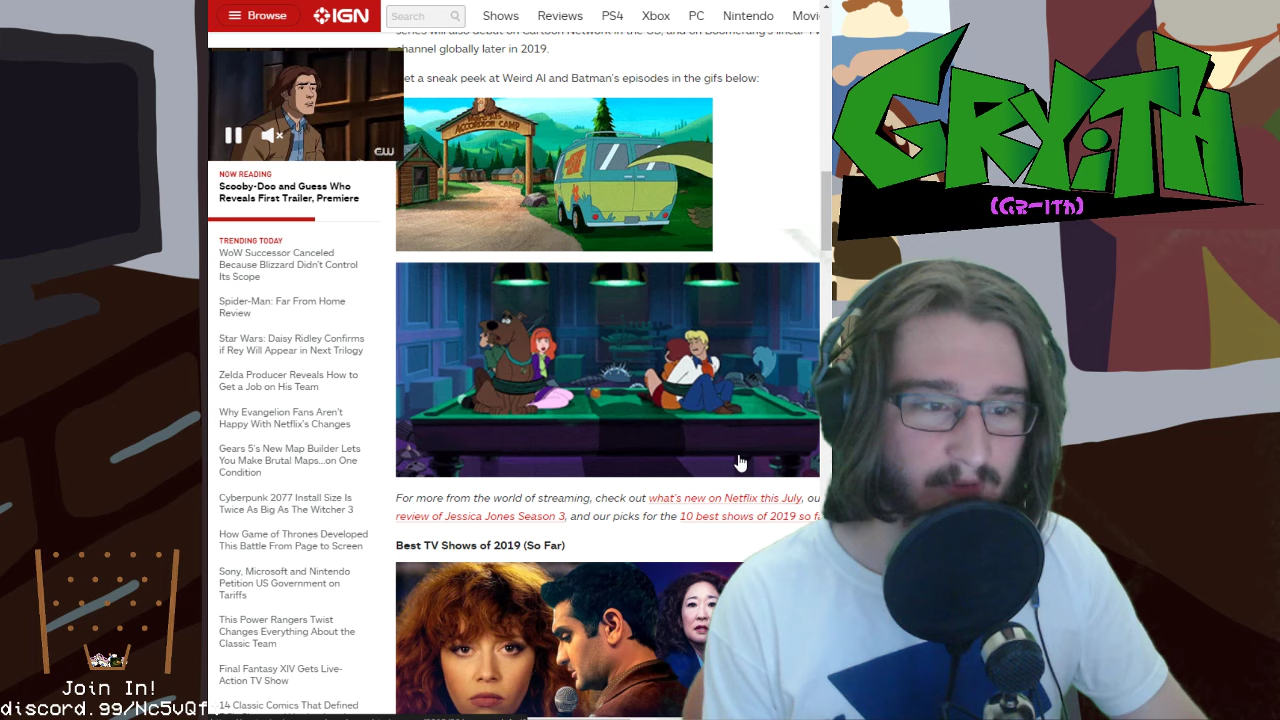 Browse
IGN
Search
Shows
Reviews
PS4
Xbox
PC
Nintendo
channel globally later in 2019.
et a sneak peek at Weird Al and Batman's episodes in the gifs below:
ACCORDION CAMP
CW
NOW READING
Scooby-Doo and Guess Who
Reveals First Trailer, Premiere
TRENDING TODAY
WoW Successor Canceled
Because Blizzard Didn't Control
Its Scope
Spider-Man: Far From Home
Review
Star Wars: Daisy Ridley Confirms
if Rey Will Appear in Next Trilogy
Zelda Producer Reveals How to
Get a Job on His Team
Why Evangelion Fans Aren't
Happy With Netflix's Changes
Gears 5's New Map Builder Lets
You Make Brutal Maps...on One
Condition
Cyberpunk 2077 Install Size Is
Twice As Big As The Witcher 3
How Game of Thrones Developed
This Battle From Page to Screen
Sony, Microsoft and Nintendo
Petition US Government on
Tariffs
This Power Rangers Twist
Changes Everything About the
Classic Team
Final Fantasy XIV Gets Live-
Action TV Show
14 Classic Comics That Defined
For more from the world of streaming, check out what's new on Netflix this July, ou
review of Jessica Jones Season 3, and our picks for the 10 best shows of 2019 so f
Best TV Shows of 2019 (So Far)
GRYiTH
(GR-ITH)
Join In!
discord.gg/Nc5vQf